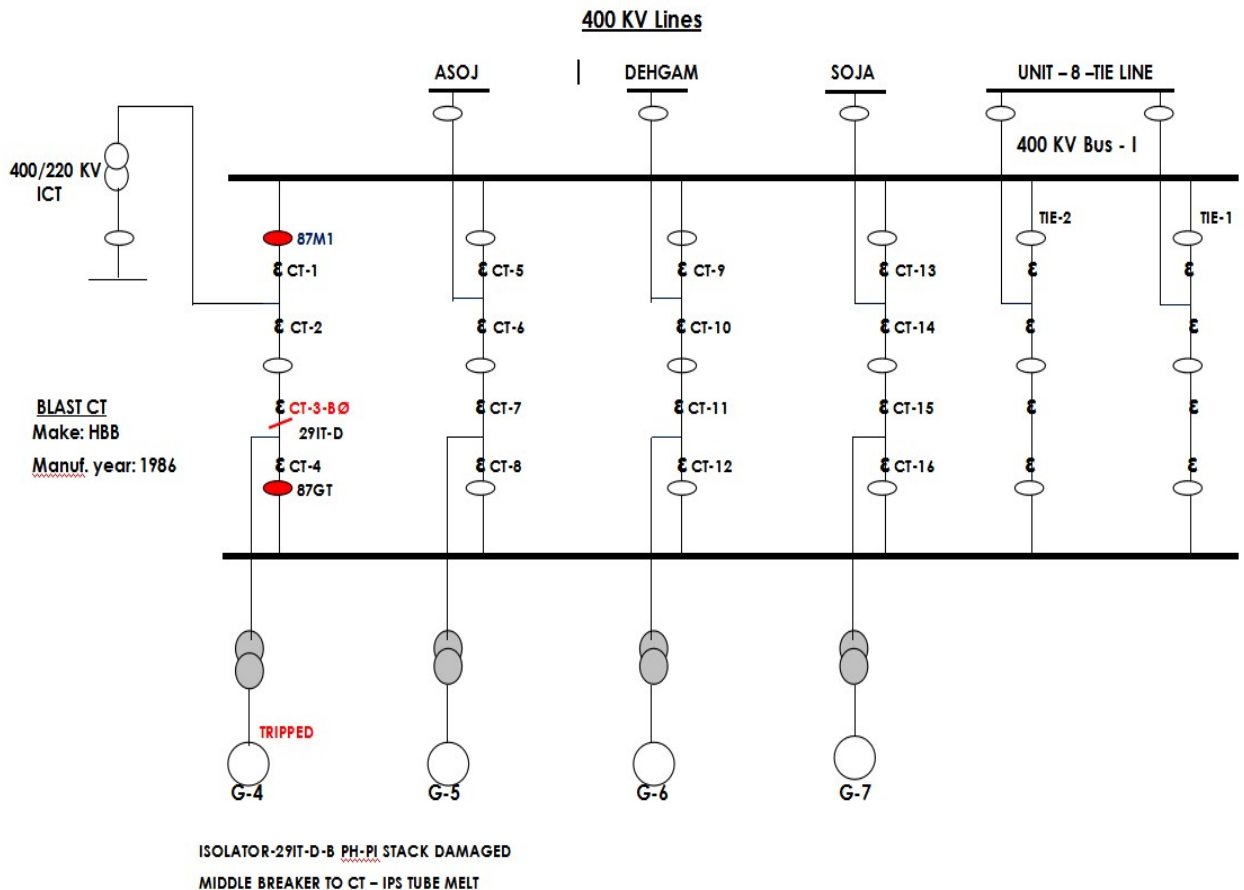 400 KV Lines
ASOJ
DEHGAM
SOJA
UNIT – 8 –TIE LINE
400 KV Bus - I
400/220 KV
ICT
87M1
TIE-2
TIE-1
CT-1
CT-5
CT-9
CT-13
CT-2
CT-6
CT-10
CT-14
BLAST CT
Make: HBB
Manuf. year: 1986
CT-3-BØ
29IT-D
CT-7
CT-11
CT-15
CT-4
CT-8
CT-12
CT-16
87GT
TRIPPED
G-4
G-5
G-6
G-7
ISOLATOR-29IT-D-B PH-PI STACK DAMAGED
MIDDLE BREAKER TO CT – IPS TUBE MELT